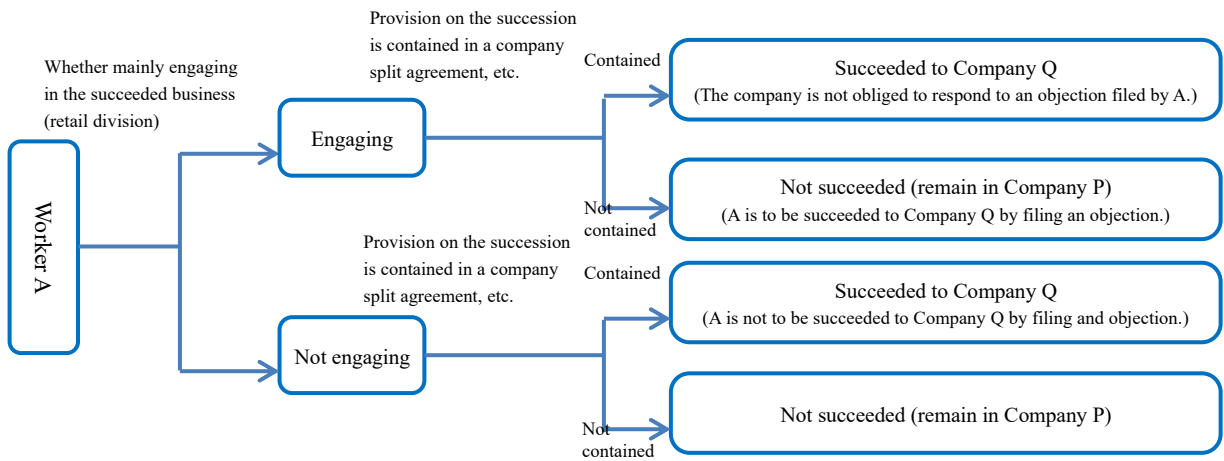 Whether mainly engaging
in the succeeded business
(retail division)
Worker A
Provision on the succession
is contained in a company
split agreement, etc.
Engaging
Contained
Succeeded to Company Q
(The company is not obliged to respond to an objection filed by A.)
Not
contained
Not succeeded (remain in Company P)
(A is to be succeeded to Company Q by filing an objection.)
Provision on the succession
is contained in a company
split agreement, etc.
Not engaging
Contained
Succeeded to Company Q
(A is not to be succeeded to Company Q by filing and objection.)
Not
contained
Not succeeded (remain in Company P)